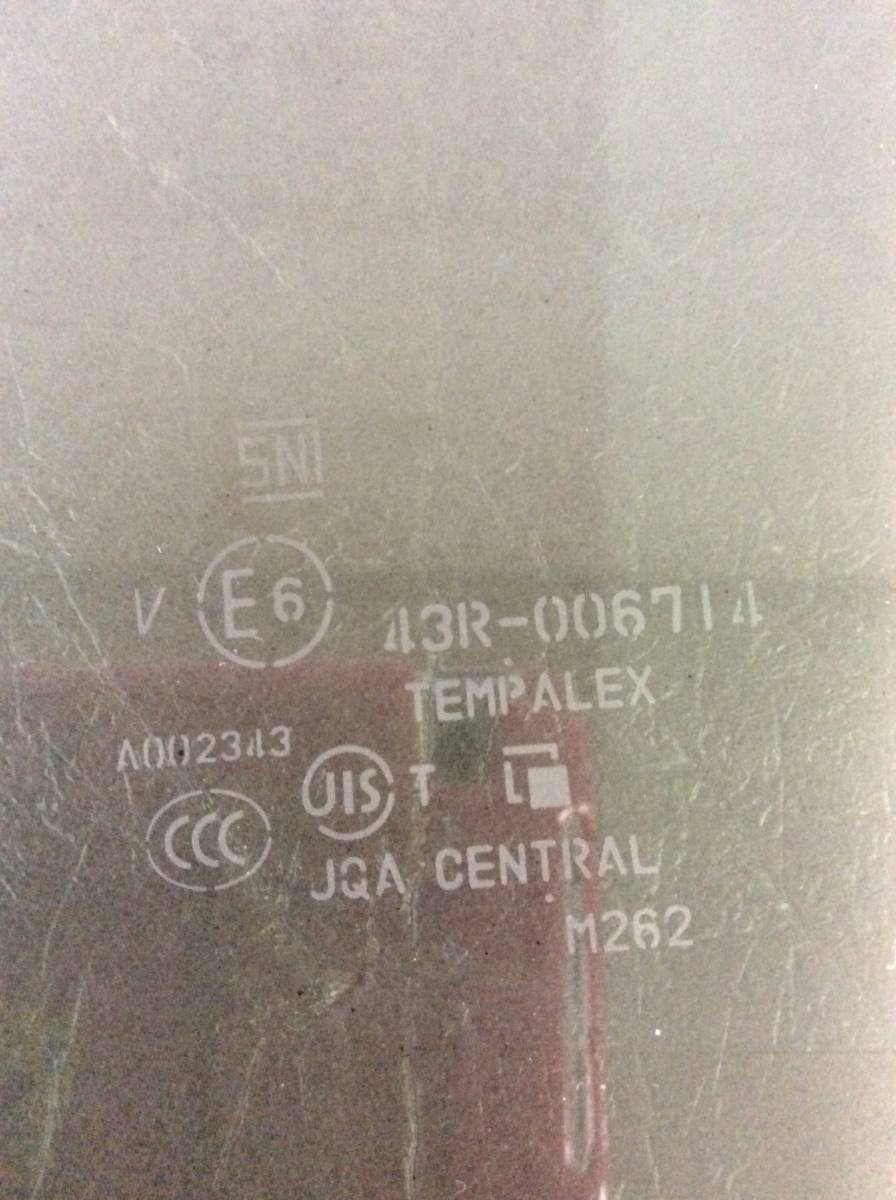 SNI
V E6 43R-006714
TEMPALEX
A002343 JIS T
CCC JQA CENTRAL
M262